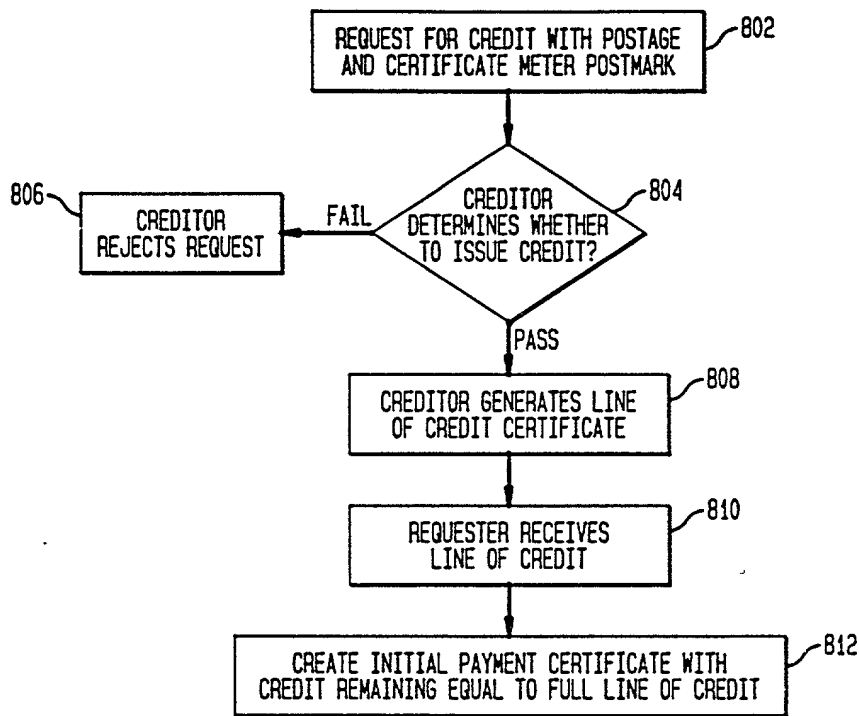 REQUEST FOR CREDIT WITH POSTAGE
AND CERTIFICATE METER POSTMARK
802
CREDITOR
DETERMINES WHETHER
TO ISSUE CREDIT?
804
FAIL
806
CREDITOR
REJECTS REQUEST
PASS
CREDITOR GENERATES LINE
OF CREDIT CERTIFICATE
808
REQUESTER RECEIVES
LINE OF CREDIT
810
CREATE INITIAL PAYMENT CERTIFICATE WITH
CREDIT REMAINING EQUAL TO FULL LINE OF CREDIT
812